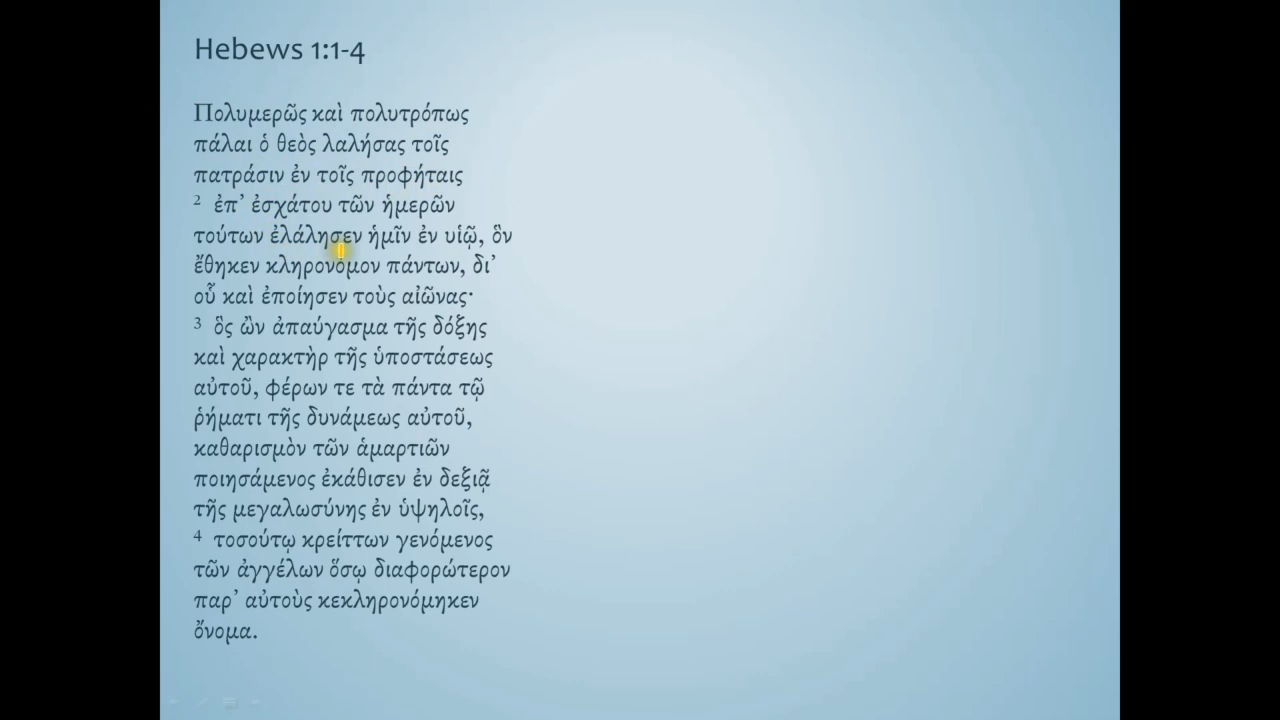 Hebews 1:1-4
Πολυμερῶς καὶ πολυτρόπως
πάλαι ὁ θεὸς λαλήσας τοῖς
πατράσιν ἐν τοῖς προφήταις
2 ἐπ’ ἐσχάτου τῶν ἡμερῶν
τούτων ἐλάλησεν ἡμῖν ἐν υἱῷ, ὃν
ἔθηκεν κληρονόμον πάντων, δι’
οὗ καὶ ἐποίησεν τοὺς αἰῶνας·
3 ὃς ὢν ἀπαύγασμα τῆς δόξης
καὶ χαρακτὴρ τῆς ὑποστάσεως
αὐτοῦ, φέρων τε τὰ πάντα τῷ
ῥήματι τῆς δυνάμεως αὐτοῦ,
καθαρισμὸν τῶν ἁμαρτιῶν
ποιησάμενος ἐκάθισεν ἐν δεξιᾷ
τῆς μεγαλωσύνης ἐν ὑψηλοῖς,
4 τοσούτῳ κρείττων γενόμενος
τῶν ἀγγέλων ὅσῳ διαφορώτερον
παρ’ αὐτοὺς κεκληρονόμηκεν
ὄνομα.